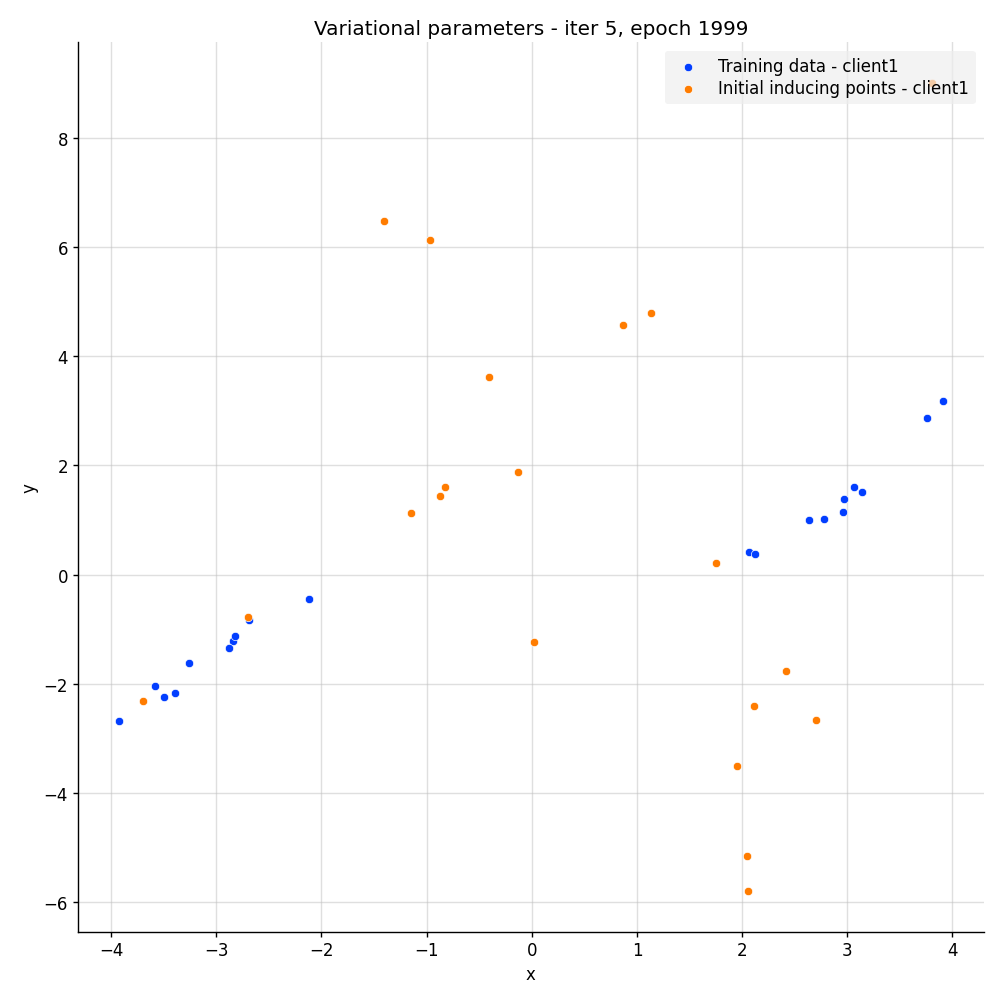 Variational parameters - iter 5, epoch 1999
Training data - client1
Initial inducing points - client1
8
6
4
2
0
−2
−4
−6
y
−4 −3 −2 −1 0 1 2 3 4
x